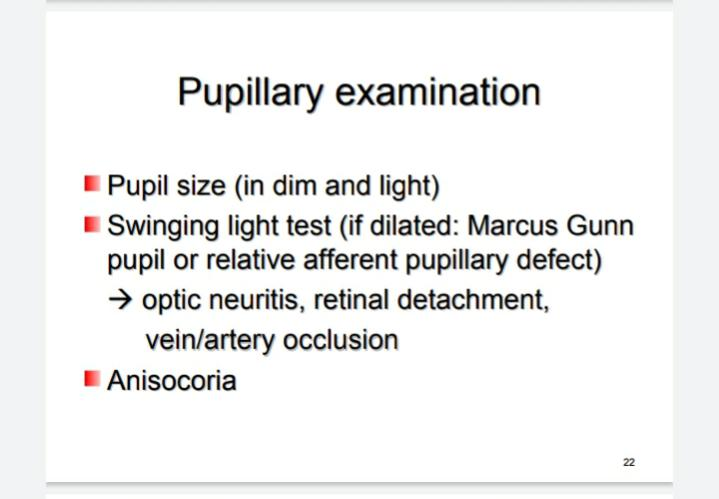 Pupillary examination
Pupil size (in dim and light)
Swinging light test (if dilated: Marcus Gunn
pupil or relative afferent pupillary defect)
→ optic neuritis, retinal detachment,
vein/artery occlusion
Anisocoria
22